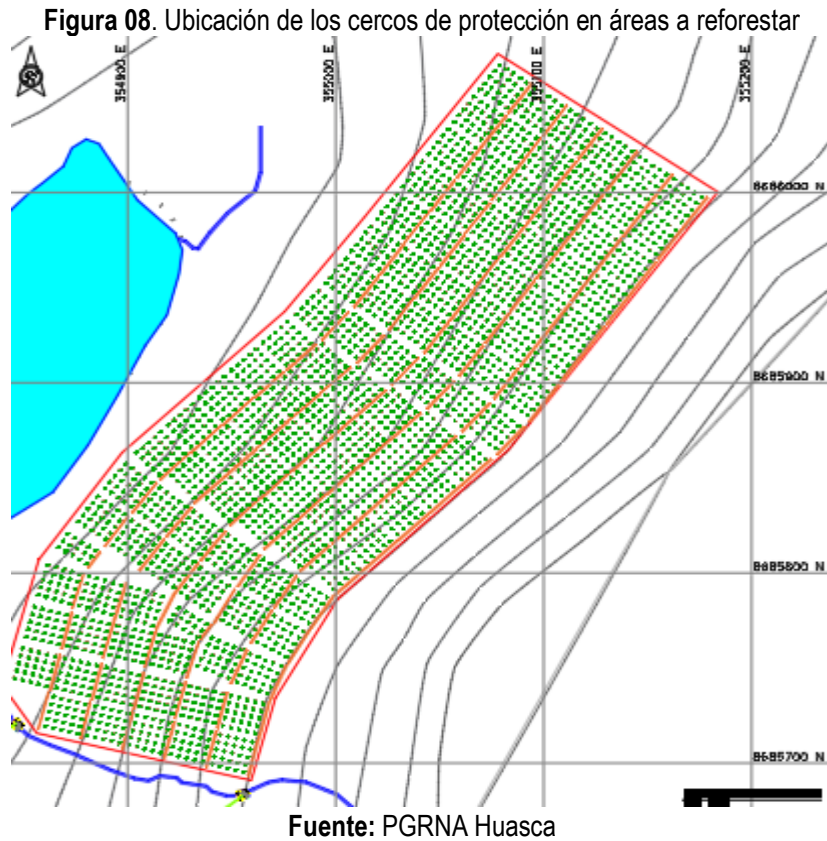 Figura 08. Ubicación de los cercos de protección en áreas a reforestar
354900 E
355000 E
355100 E
355200 E
8686000 N
8685900 N
8685800 N
8685700 N
Fuente: PGRNA Huasca